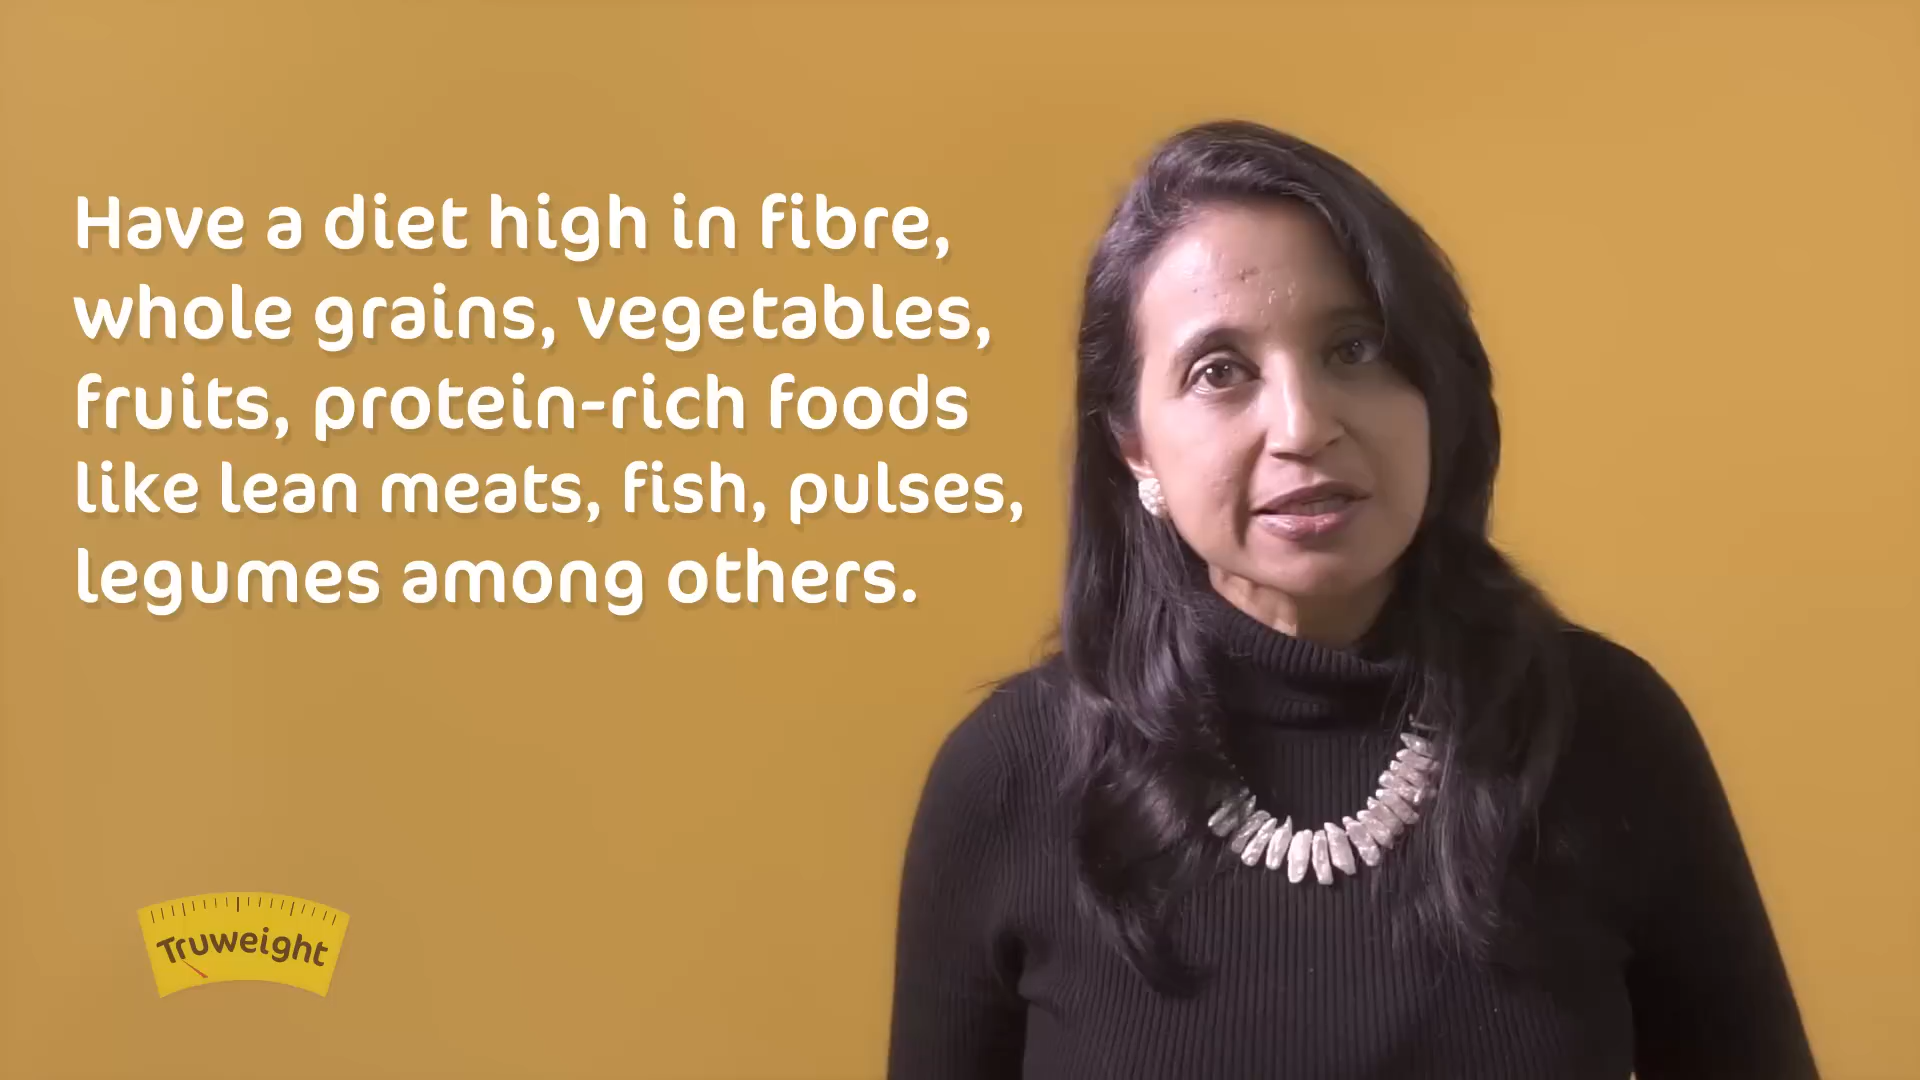 Have a diet high in fibre,
whole grains, vegetables,
fruits, protein-rich foods
like lean meats, fish, pulses,
legumes among others.
Truweight